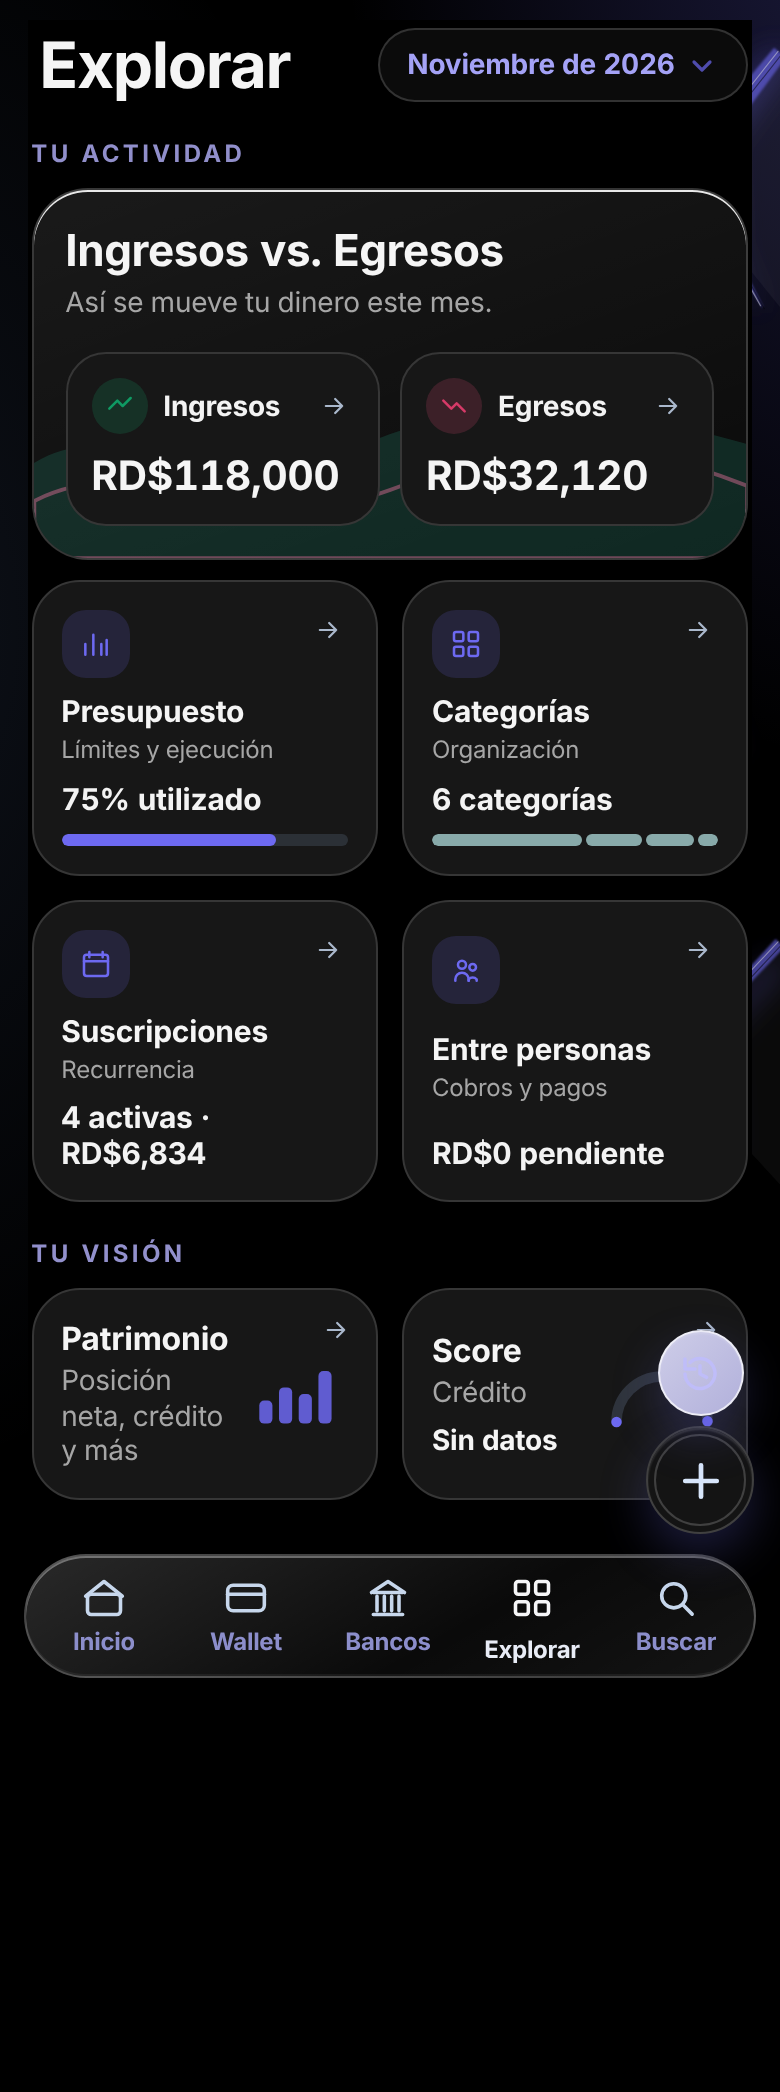 Explorar
Noviembre de 2026
TU ACTIVIDAD
Ingresos vs. Egresos
Así se mueve tu dinero este mes.
Ingresos
RD$118,000
Egresos
RD$32,120
Presupuesto
Límites y ejecución
75% utilizado
Categorías
Organización
6 categorías
Suscripciones
Recurrencia
4 activas ·
RD$6,834
Entre personas
Cobros y pagos
RD$0 pendiente
TU VISIÓN
Patrimonio
Posición
neta, crédito
y más
Score
Crédito
Sin datos
Inicio
Wallet
Bancos
Explorar
Buscar